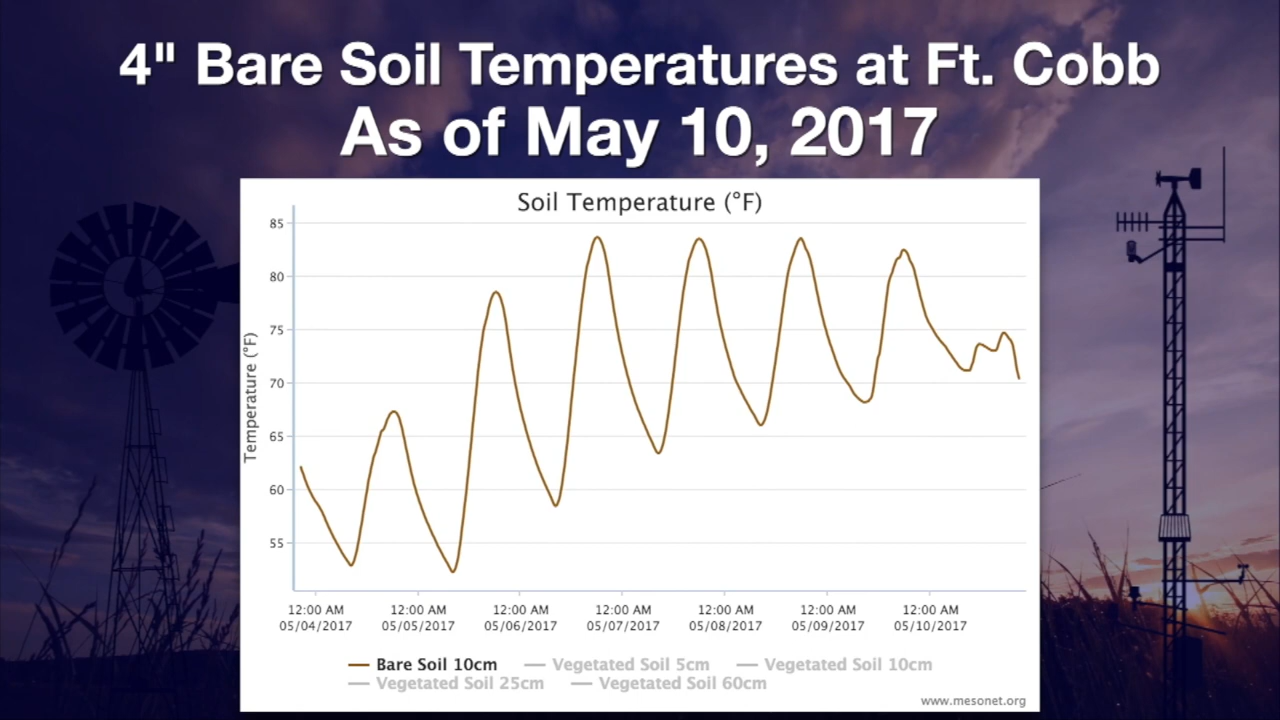 4" Bare Soil Temperatures at Ft. Cobb
As of May 10, 2017
Soil Temperature (°F)
Temperature (°F)
85
80
75
70
65
60
55
12:00 AM 12:00 AM 12:00 AM 12:00 AM 12:00 AM 12:00 AM 12:00 AM
05/04/2017 05/05/2017 05/06/2017 05/07/2017 05/08/2017 05/09/2017 05/10/2017
Bare Soil 10cm Vegetated Soil 5cm Vegetated Soil 10cm
Vegetated Soil 25cm Vegetated Soil 60cm
www.mesonet.org